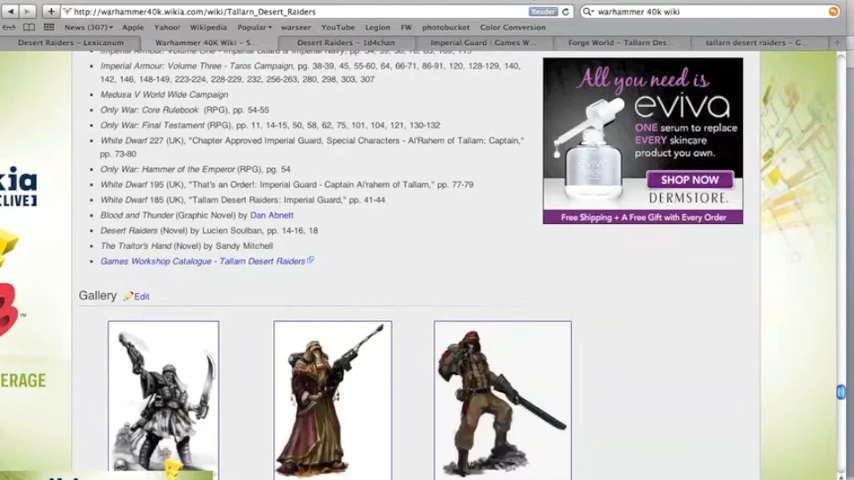 http://warhammer40k.wikia.com/wiki/Tallarn_Desert_Raiders
Reader
warhammer 40k wiki
News (307)
Apple
Yahoo!
Wikipedia
Popular
warseer
YouTube
Legion
FW
photobucket
Color Conversion
Desert Raiders – Lexicanum
Warhammer 40K Wiki – S...
Desert Raiders – 1d4chan
Imperial Guard | Games W...
Forge World – Tallarn Des...
tallarn desert raiders – G...
Imperial Armour: Volume Three - Taros Campaign, pg. 38-39, 45, 55-60, 64, 66-71, 86-91, 120, 128-129, 140,
142, 146, 148-149, 223-224, 228-229, 232, 256-263, 280, 298, 303, 307
Medusa V World Wide Campaign
Only War: Core Rulebook (RPG), pp. 54-55
Only War: Final Testament (RPG), pp. 11, 14-15, 50, 58, 62, 75, 101, 104, 121, 130-132
White Dwarf 227 (UK), "Chapter Approved Imperial Guard, Special Characters - Al'Rahem of Tallarn: Captain,"
pp. 73-80
Only War: Hammer of the Emperor (RPG), pg. 54
White Dwarf 195 (UK), "That's an Order!: Imperial Guard - Captain Al'rahem of Tallarn," pp. 77-79
White Dwarf 185 (UK), "Tallarn Desert Raiders: Imperial Guard," pp. 41-44
Blood and Thunder (Graphic Novel) by Dan Abnett
Desert Raiders (Novel) by Lucien Soulban, pp. 14-16, 18
The Traitor's Hand (Novel) by Sandy Mitchell
Games Workshop Catalogue - Tallarn Desert Raiders
Gallery
Edit
All you need is
eviva
ONE serum to replace
EVERY skincare
product you own.
SHOP NOW
DERMSTORE.
Free Shipping + A Free Gift with Every Order
kia
LIVE]
ERAGE